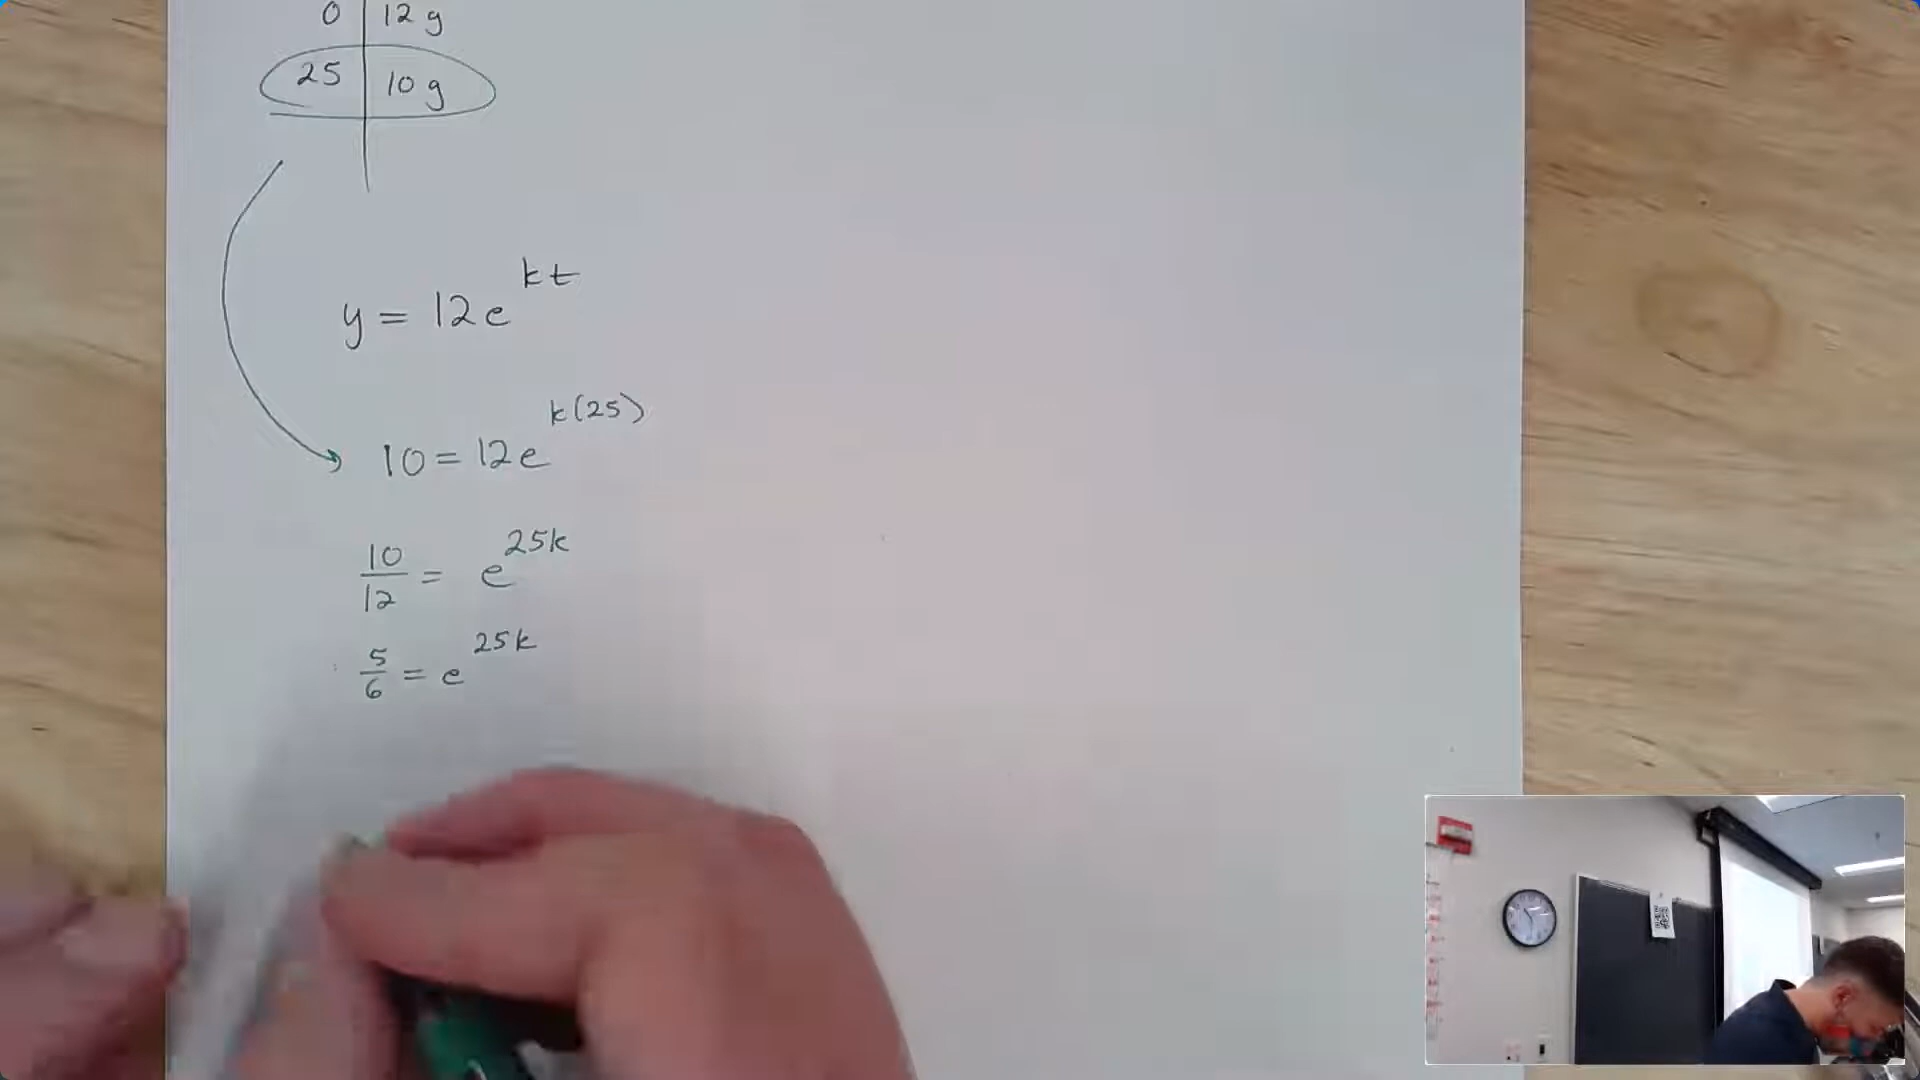 0 12 g
25 10 g
y = 12e^kt
10 = 12e^k(25)
10/12 = e^25k
5/6 = e^25k